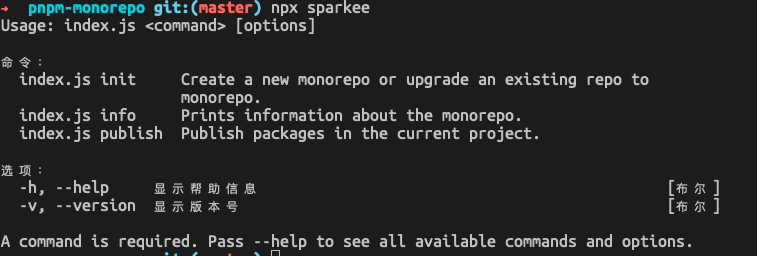 → pnpm-monorepo git:(master) npx sparkee
Usage: index.js <command> [options]
命令：
index.js init Create a new monorepo or upgrade an existing repo to
monorepo.
index.js info Prints information about the monorepo.
index.js publish Publish packages in the current project.
选项：
-h, --help 显示帮助信息 [布尔]
-v, --version 显示版本号 [布尔]
A command is required. Pass --help to see all available commands and options.